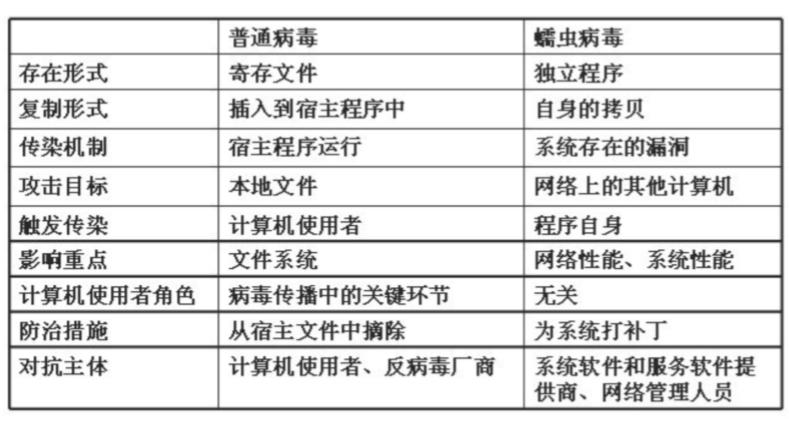 普通病毒 蠕虫病毒
存在形式 寄存文件 独立程序
复制形式 插入到宿主程序中 自身的拷贝
传染机制 宿主程序运行 系统存在的漏洞
攻击目标 本地文件 网络上的其他计算机
触发传染 计算机使用者 程序自身
影响重点 文件系统 网络性能、系统性能
计算机使用者角色 病毒传播中的关键环节 无关
防治措施 从宿主文件中摘除 为系统打补丁
对抗主体 计算机使用者、反病毒厂商 系统软件和服务软件提
供商、网络管理人员